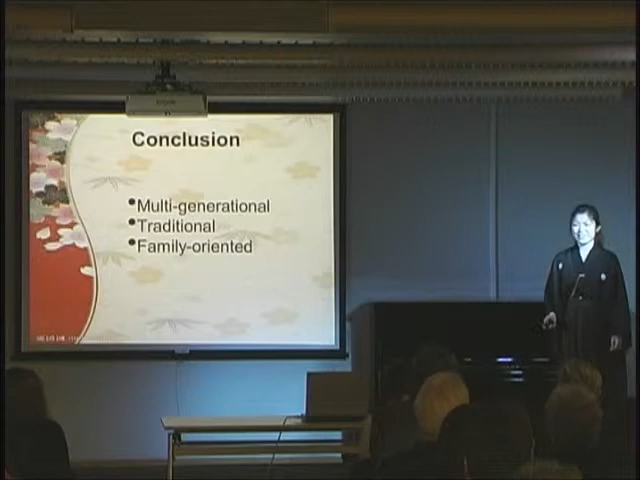 Conclusion
•Multi-generational
•Traditional
•Family-oriented